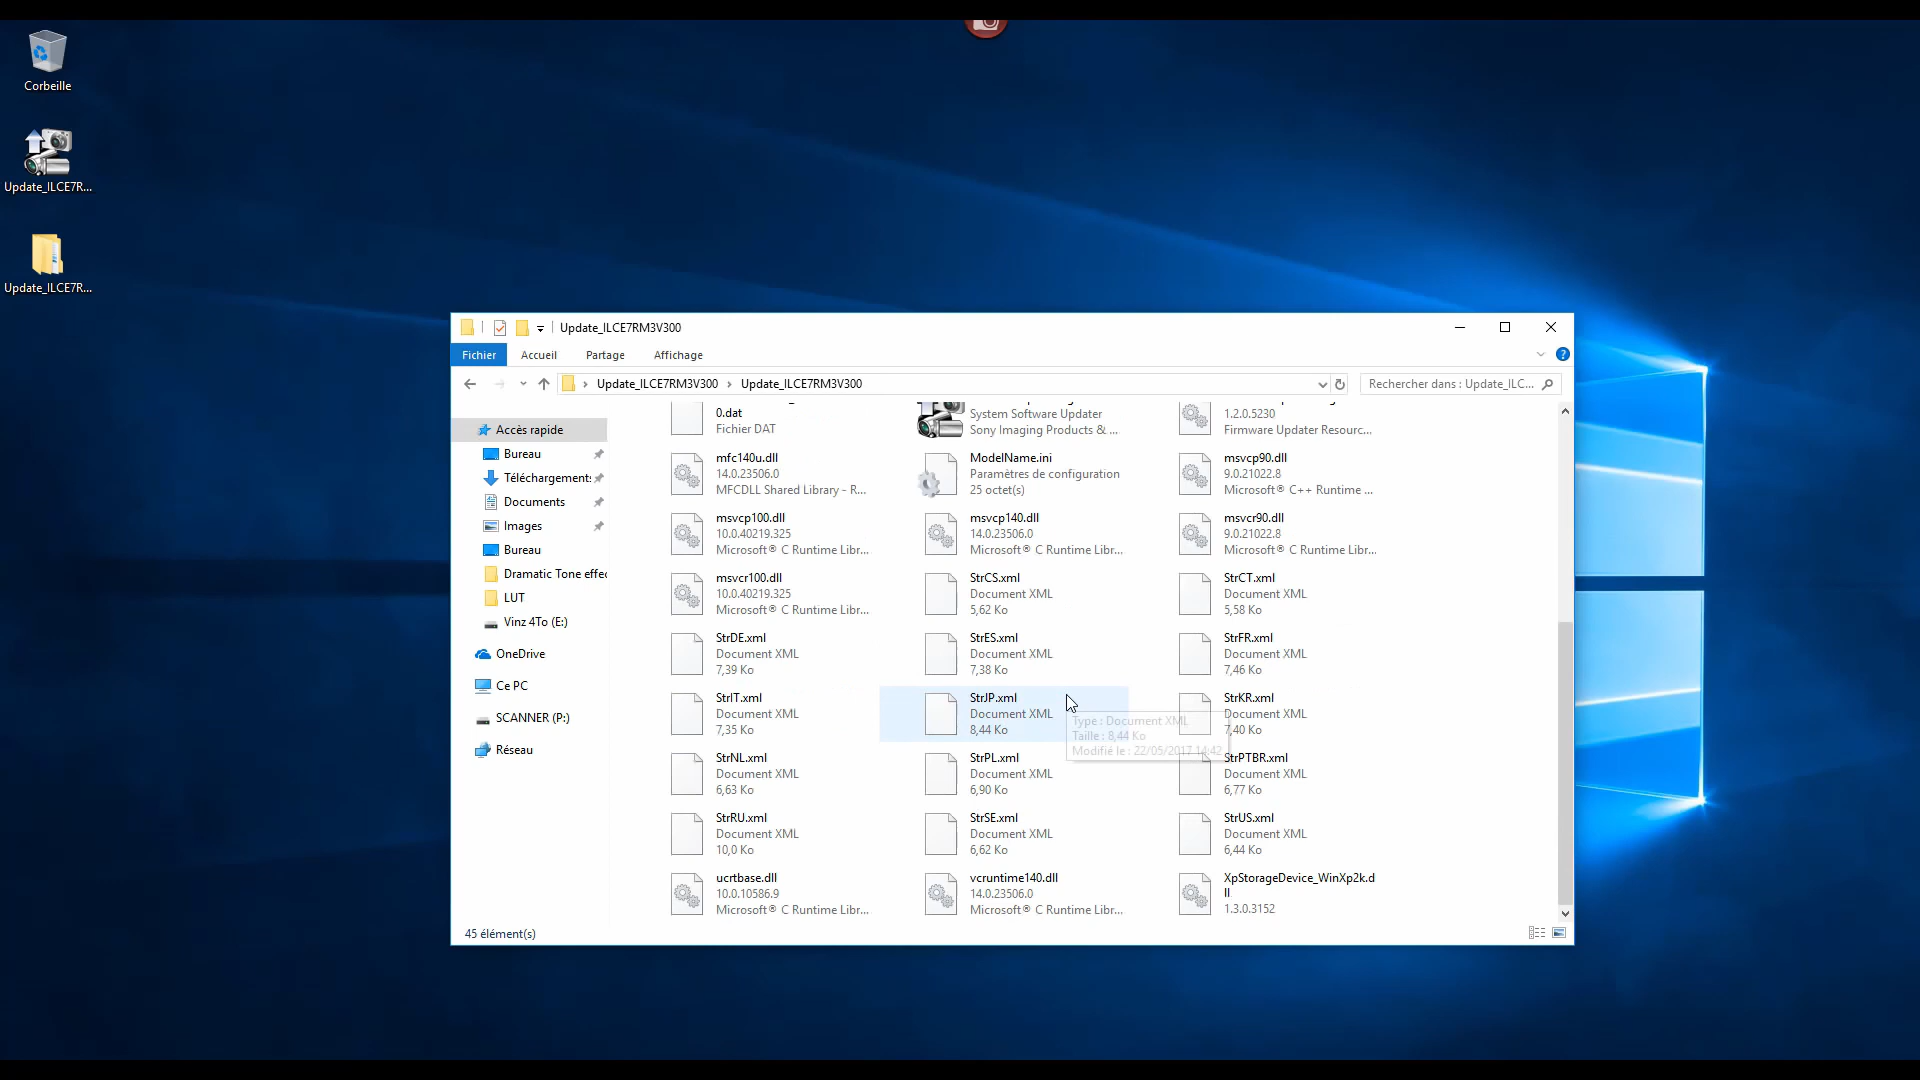 Corbeille
Update_ILCE7R...
Update_ILCE7R...
Update_ILCE7RM3V300
Fichier
Accueil
Partage
Affichage
Update_ILCE7RM3V300 › Update_ILCE7RM3V300
Rechercher dans : Update_ILC...
Accès rapide
Bureau
Téléchargements
Documents
Images
Bureau
Dramatic Tone effec
LUT
Vinz 4To (E:)
OneDrive
Ce PC
SCANNER (P:)
Réseau
0.dat
Fichier DAT
System Software Updater
Sony Imaging Products & ...
1.2.0.5230
Firmware Updater Resourc...
mfc140u.dll
14.0.23506.0
MFCDLL Shared Library - R...
ModelName.ini
Paramètres de configuration
25 octet(s)
msvcp90.dll
9.0.21022.8
Microsoft® C++ Runtime ...
msvcp100.dll
10.0.40219.325
Microsoft® C Runtime Libr...
msvcp140.dll
14.0.23506.0
Microsoft® C Runtime Libr...
msvcr90.dll
9.0.21022.8
Microsoft® C Runtime Libr...
msvcr100.dll
10.0.40219.325
Microsoft® C Runtime Libr...
StrCS.xml
Document XML
5,62 Ko
StrCT.xml
Document XML
5,58 Ko
StrDE.xml
Document XML
7,39 Ko
StrES.xml
Document XML
7,38 Ko
StrFR.xml
Document XML
7,46 Ko
StrIT.xml
Document XML
7,35 Ko
StrJP.xml
Document XML
8,44 Ko
StrKR.xml
Document XML
7,40 Ko
Type : Document XML
Taille : 8,44 Ko
Modifié le : 22/05/2017 14:42
StrNL.xml
Document XML
6,63 Ko
StrPL.xml
Document XML
6,90 Ko
StrPTBR.xml
Document XML
6,77 Ko
StrRU.xml
Document XML
10,0 Ko
StrSE.xml
Document XML
6,62 Ko
StrUS.xml
Document XML
6,44 Ko
ucrtbase.dll
10.0.10586.9
Microsoft® C Runtime Libr...
vcruntime140.dll
14.0.23506.0
Microsoft® C Runtime Libr...
XpStorageDevice_WinXp2k.d
ll
1.3.0.3152
45 élément(s)